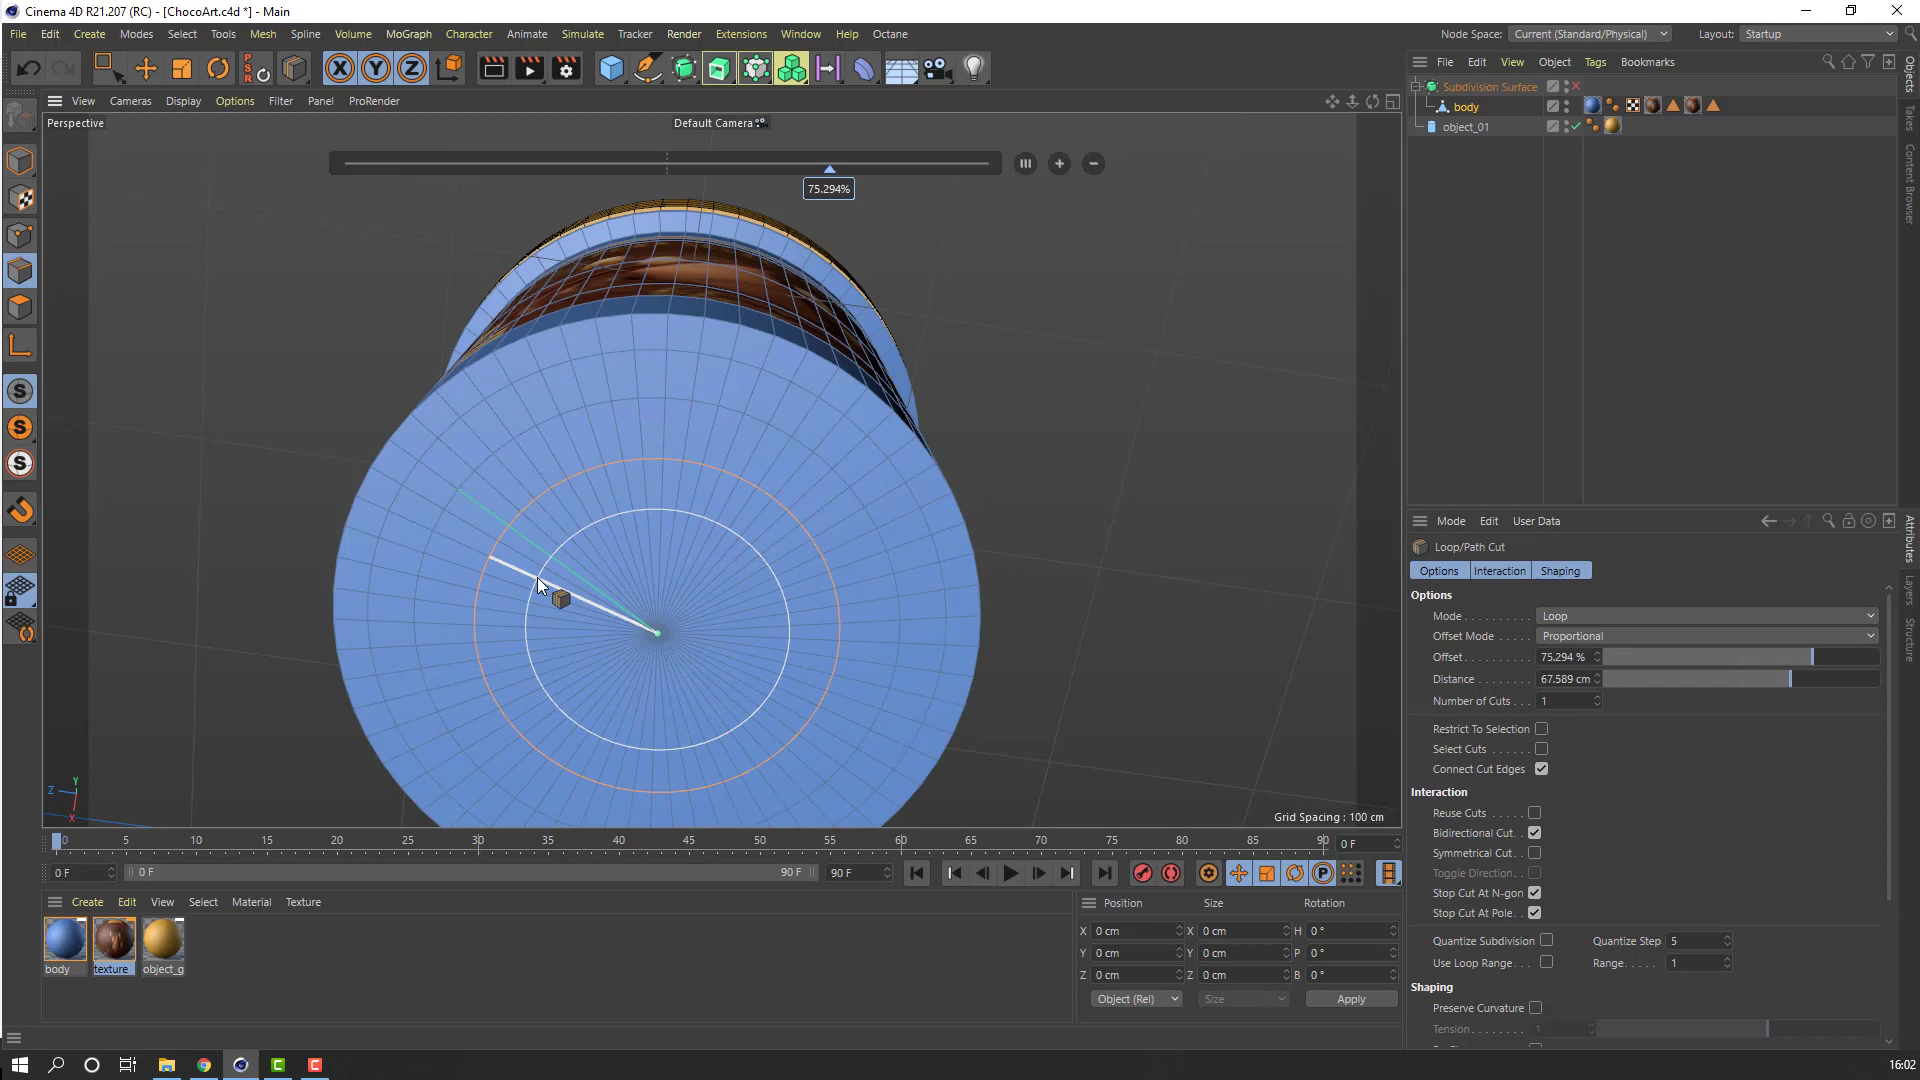 Cinema 4D R21.207 (RC) - [ChocoArt.c4d *] - Main
File Edit Create Modes Select Tools Mesh Spline Volume MoGraph Character Animate Simulate Tracker Render Extensions Window Help Octane
Node Space: Current (Standard/Physical) Layout: Startup
File Edit View Object Tags Bookmarks
View Cameras Display Options Filter Panel ProRender
Perspective
Default Camera
75.294%
Subdivision Surface
body
object_01
Objects
Takes
Content Browser
Mode Edit User Data
Loop/Path Cut
Options Interaction Shaping
Options
Mode Loop
Offset Mode Proportional
Offset 75.294 %
Distance 67.589 cm
Number of Cuts 1
Restrict To Selection
Select Cuts
Connect Cut Edges
Interaction
Reuse Cuts
Bidirectional Cut
Symmetrical Cut
Toggle Direction
Stop Cut At N-gon
Stop Cut At Pole
Quantize Subdivision Quantize Step 5
Use Loop Range Range 1
Shaping
Preserve Curvature
Tension 1
Attributes
Layers
Structure
Y
Z
X
Grid Spacing : 100 cm
0 5 10 15 20 25 30 35 40 45 50 55 60 65 70 75 80 85 90 0 F
0 F 0 F 90 F 90 F
P
Create Edit View Select Material Texture
body texture object_g
Position Size Rotation
X 0 cm X 0 cm H 0 °
Y 0 cm Y 0 cm P 0 °
Z 0 cm Z 0 cm B 0 °
Object (Rel) Size Apply
16:02